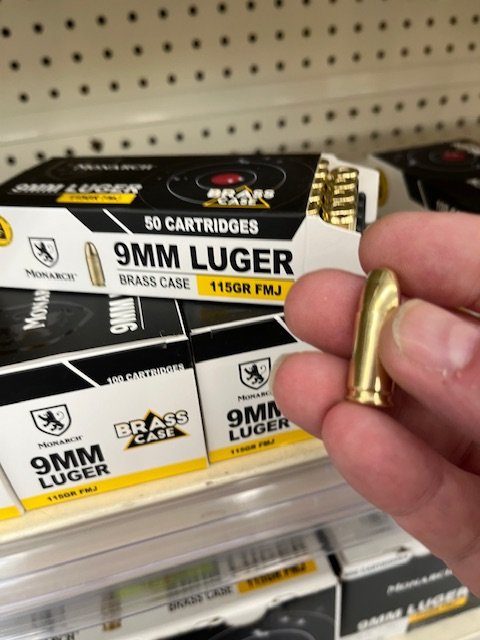 MONARCH
9MM LUGER
115GR FMJ
BRASS
CASE
50 CARTRIDGES
9MM LUGER
MONARCH
BRASS CASE
115GR FMJ
MONARCH
9MM
100 CARTRIDGES
MONARCH
BRASS
CASE
9MM
LUGER
115GR FMJ
9MM
LUGER
115GR FMJ
BRASS CASE
MONARCH